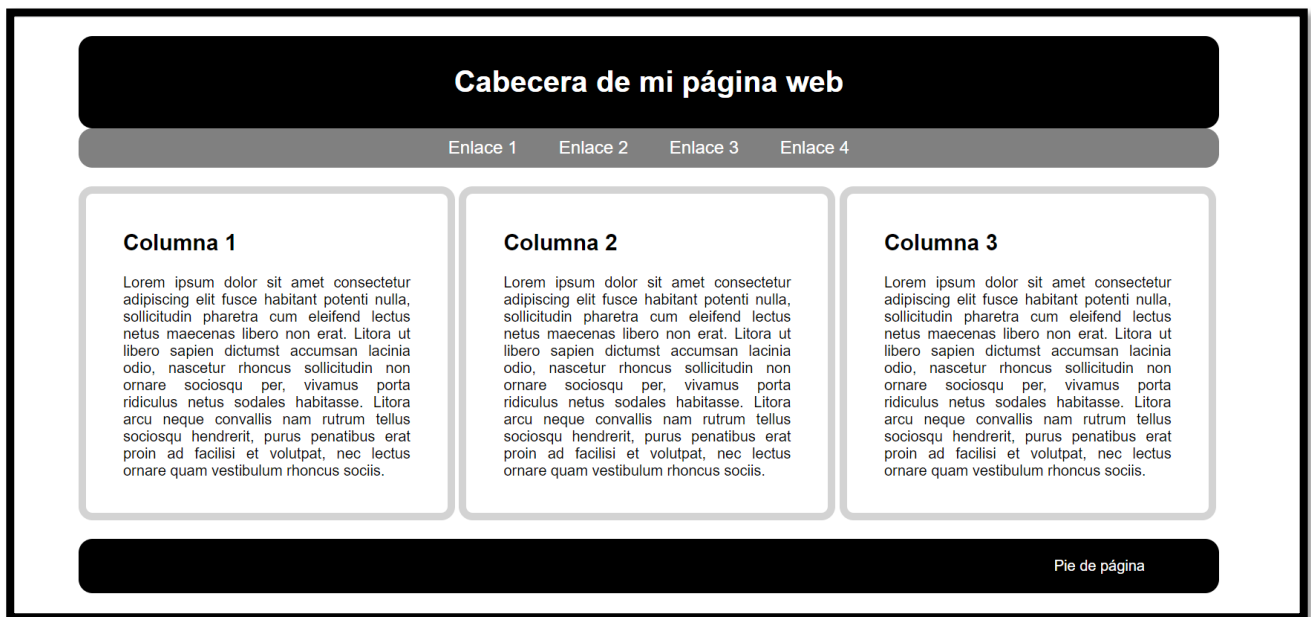 Cabecera de mi página web
Enlace 1 Enlace 2 Enlace 3 Enlace 4
Columna 1
Lorem ipsum dolor sit amet consectetur
adipiscing elit fusce habitant potenti nulla,
sollicitudin pharetra cum eleifend lectus
netus maecenas libero non erat. Litora ut
libero sapien dictumst accumsan lacinia
odio, nascetur rhoncus sollicitudin non
ornare sociosqu per, vivamus porta
ridiculus netus sodales habitasse. Litora
arcu neque convallis nam rutrum tellus
sociosqu hendrerit, purus penatibus erat
proin ad facilisi et volutpat, nec lectus
ornare quam vestibulum rhoncus sociis.
Columna 2
Lorem ipsum dolor sit amet consectetur
adipiscing elit fusce habitant potenti nulla,
sollicitudin pharetra cum eleifend lectus
netus maecenas libero non erat. Litora ut
libero sapien dictumst accumsan lacinia
odio, nascetur rhoncus sollicitudin non
ornare sociosqu per, vivamus porta
ridiculus netus sodales habitasse. Litora
arcu neque convallis nam rutrum tellus
sociosqu hendrerit, purus penatibus erat
proin ad facilisi et volutpat, nec lectus
ornare quam vestibulum rhoncus sociis.
Columna 3
Lorem ipsum dolor sit amet consectetur
adipiscing elit fusce habitant potenti nulla,
sollicitudin pharetra cum eleifend lectus
netus maecenas libero non erat. Litora ut
libero sapien dictumst accumsan lacinia
odio, nascetur rhoncus sollicitudin non
ornare sociosqu per, vivamus porta
ridiculus netus sodales habitasse. Litora
arcu neque convallis nam rutrum tellus
sociosqu hendrerit, purus penatibus erat
proin ad facilisi et volutpat, nec lectus
ornare quam vestibulum rhoncus sociis.
Pie de página